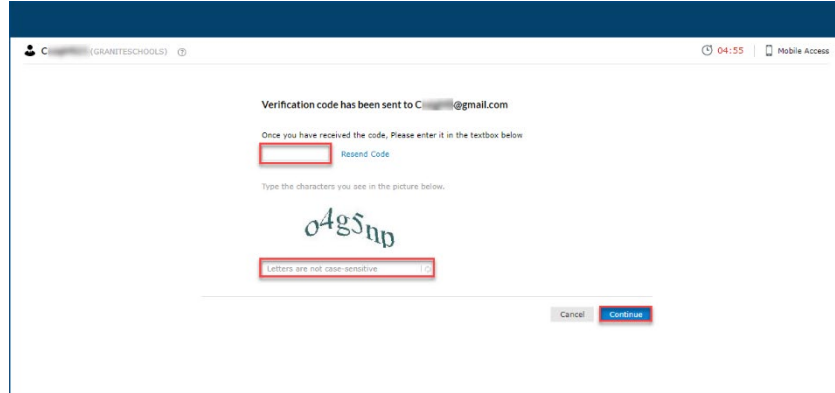 C (GRANITESCHOOLS) ?
04:55 Mobile Access
Verification code has been sent to C @gmail.com
Once you have received the code, Please enter it in the textbox below
Resend Code
Type the characters you see in the picture below.
o4g5np
Letters are not case-sensitive
Cancel Continue